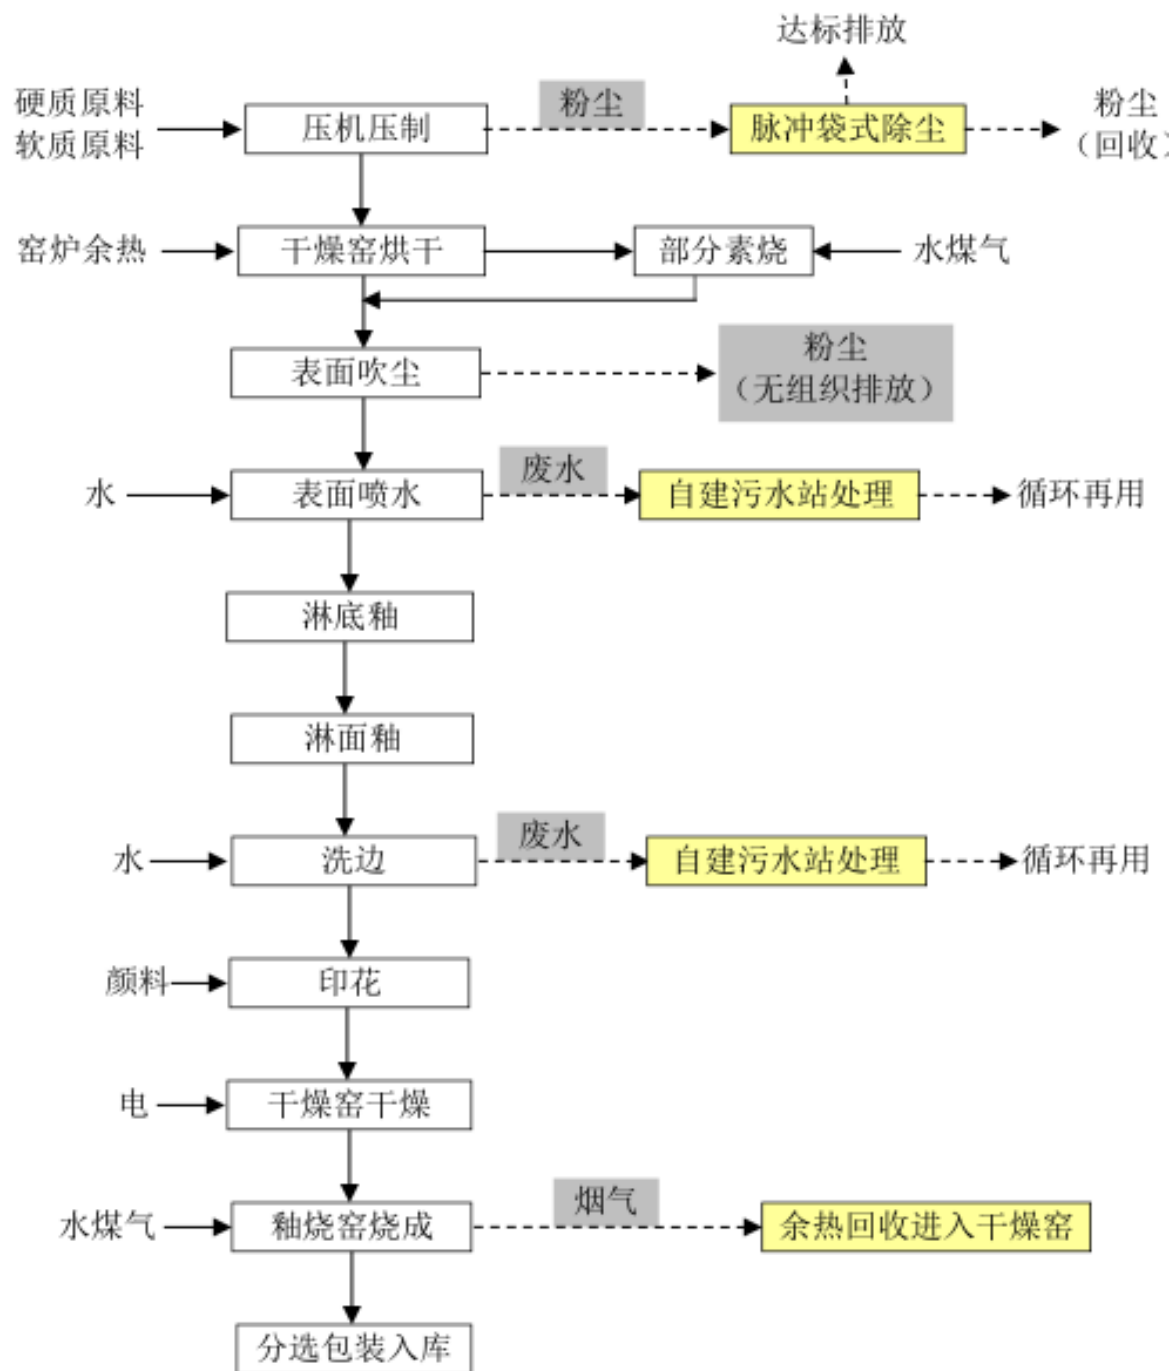 达标排放
硬质原料
软质原料
压机压制
粉尘
脉冲袋式除尘
粉尘
（回收）
窑炉余热
干燥窑烘干
部分素烧
水煤气
表面吹尘
粉尘
（无组织排放）
水
表面喷水
废水
自建污水站处理
循环再用
淋底釉
淋面釉
水
洗边
废水
自建污水站处理
循环再用
颜料
印花
电
干燥窑干燥
水煤气
釉烧窑烧成
烟气
余热回收进入干燥窑
分选包装入库